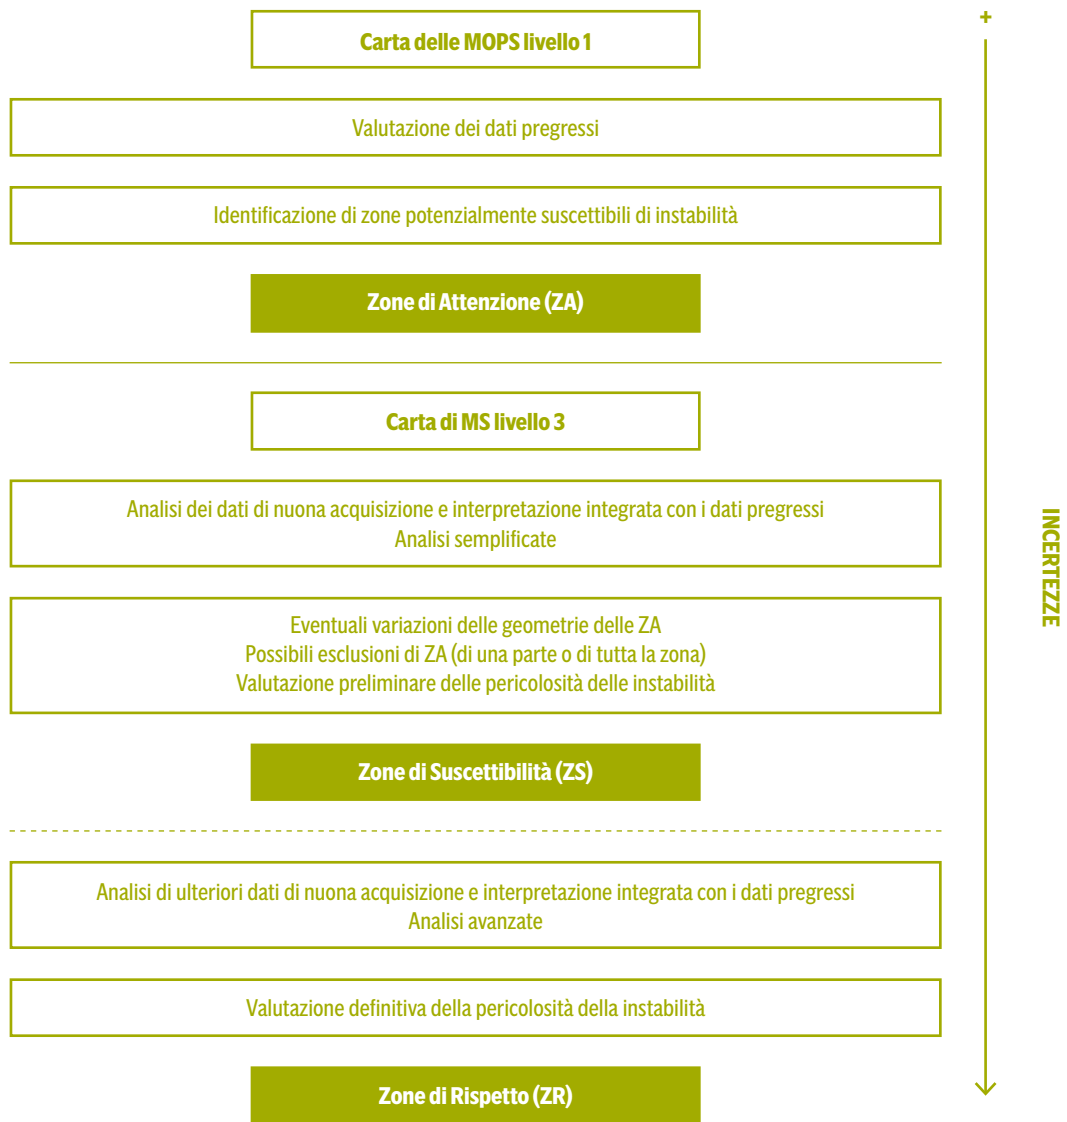 +
Carta delle MOPS livello 1
Valutazione dei dati pregressi
Identificazione di zone potenzialmente suscettibili di instabilità
Zone di Attenzione (ZA)
Carta di MS livello 3
Analisi dei dati di nuona acquisizione e interpretazione integrata con i dati pregressi
Analisi semplificate
Eventuali variazioni delle geometrie delle ZA
Possibili esclusioni di ZA (di una parte o di tutta la zona)
Valutazione preliminare delle pericolosità delle instabilità
Zone di Suscettibilità (ZS)
Analisi di ulteriori dati di nuona acquisizione e interpretazione integrata con i dati pregressi
Analisi avanzate
Valutazione definitiva della pericolosità della instabilità
Zone di Rispetto (ZR)
INCERTEZZE